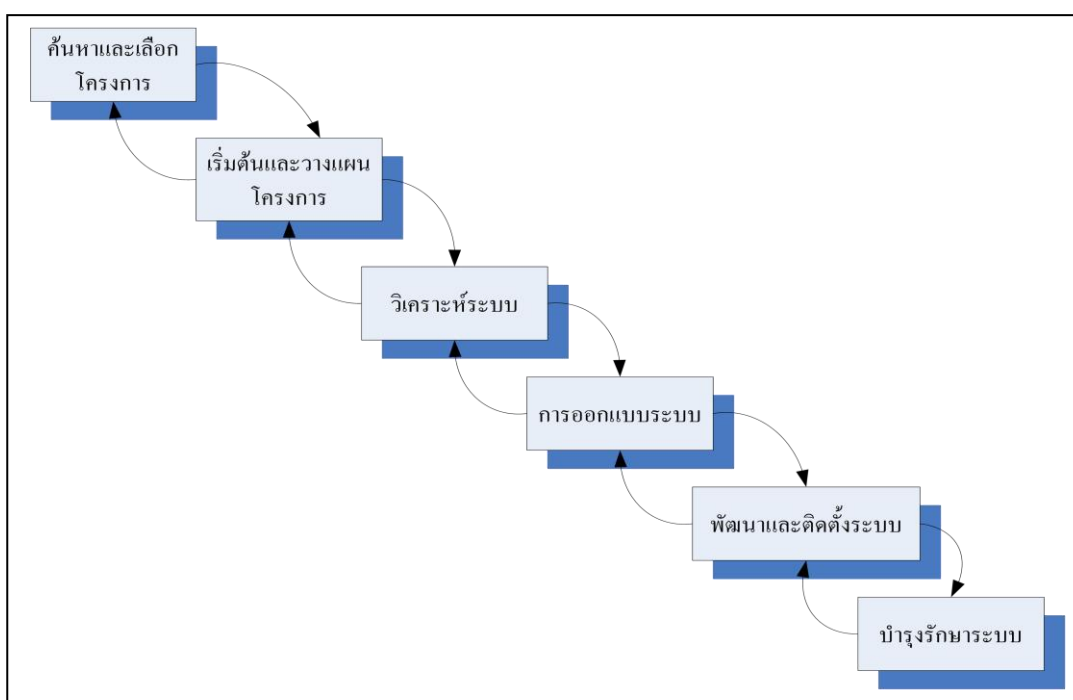 ค้นหาและเลือก
โครงการ
เริ่มต้นและวางแผน
โครงการ
วิเคราะห์ระบบ
การออกแบบระบบ
พัฒนาและติดตั้งระบบ
บำรุงรักษาระบบ